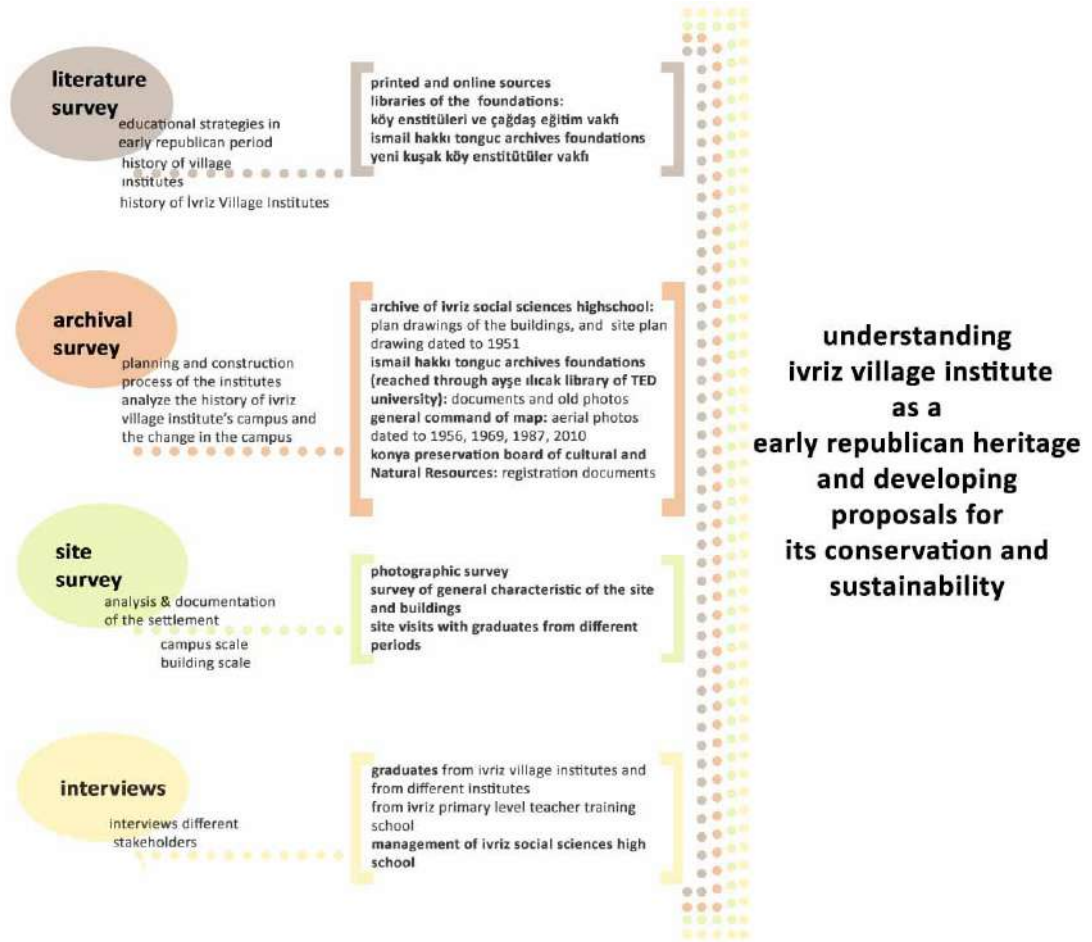 literature
survey
educational strategies in
early republican period
history of village
institutes
history of İvriz Village Institutes
printed and online sources
libraries of the foundations:
köy enstitüleri ve çağdaş eğitim vakfı
ismail hakkı tonguc archives foundations
yeni kuşak köy enstitütüler vakfı
archival
survey
planning and construction
process of the institutes
analyze the history of ivriz
village institute's campus and
the change in the campus
archive of ivriz social sciences highschool:
plan drawings of the buildings, and site plan
drawing dated to 1951
ismail hakkı tonguc archives foundations
(reached through ayşe ılıcak library of TED
university): documents and old photos
general command of map: aerial photos
dated to 1956, 1969, 1987, 2010
konya preservation board of cultural and
Natural Resources: registration documents
site
survey
analysis & documentation
of the settlement
campus scale
building scale
photographic survey
survey of general characteristic of the site
and buildings
site visits with graduates from different
periods
interviews
interviews different
stakeholders
graduates from ivriz village institutes and
from different institutes
from ivriz primary level teacher training
school
management of ivriz social sciences high
school
understanding
ivriz village institute
as a
early republican heritage
and developing
proposals for
its conservation and
sustainability